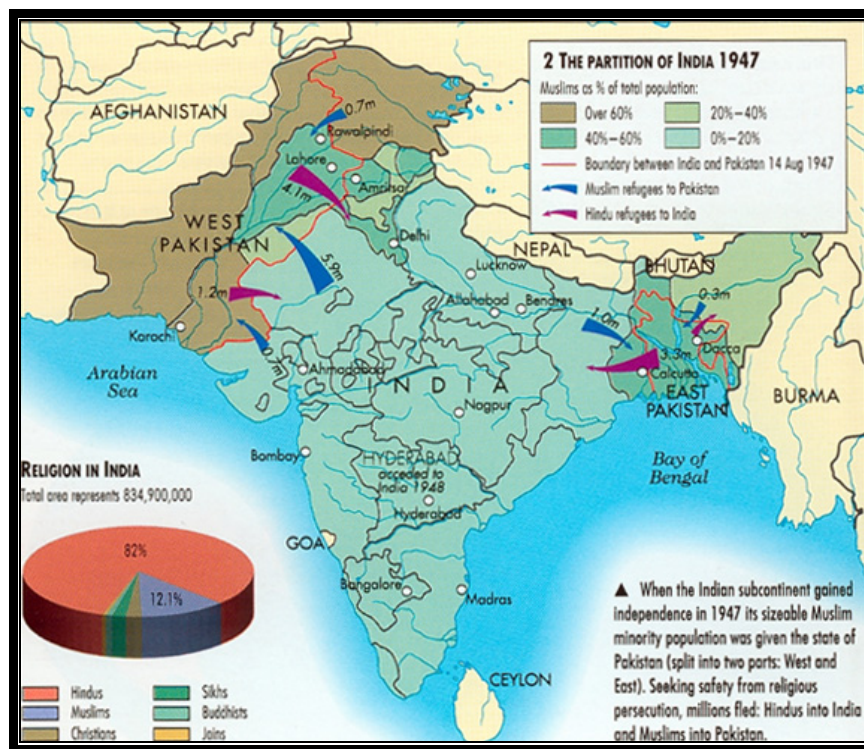 2 THE PARTITION OF INDIA 1947
Muslims as % of total population:
Over 60%
20%–40%
40%–60%
0%–20%
Boundary between India and Pakistan 14 Aug 1947
Muslim refugees to Pakistan
Hindu refugees to India
AFGHANISTAN
0.7m
Rawalpindi
Lahore
Amritsar
4.1m
WEST
PAKISTAN
Delhi
NEPAL
BHUTAN
5.9m
Lucknow
1.2m
Allahabad
Benares
1.0m
0.3m
Karachi
0.7m
Dacca
3.3m
Calcutta
Arabian
Sea
Ahmadabad
INDIA
EAST
PAKISTAN
BURMA
Nagpur
RELIGION IN INDIA
Total area represents 834,900,000
Bombay
HYDERABAD
acceded to
India 1948
Hyderabad
Bay of
Bengal
82%
12.1%
GOA
Bangalore
Madras
CEYLON
Hindus
Sikhs
Muslims
Buddhists
Christians
Jains
▲ When the Indian subcontinent gained
independence in 1947 its sizeable Muslim
minority population was given the state of
Pakistan (split into two parts: West and
East). Seeking safety from religious
persecution, millions fled: Hindus into India
and Muslims into Pakistan.